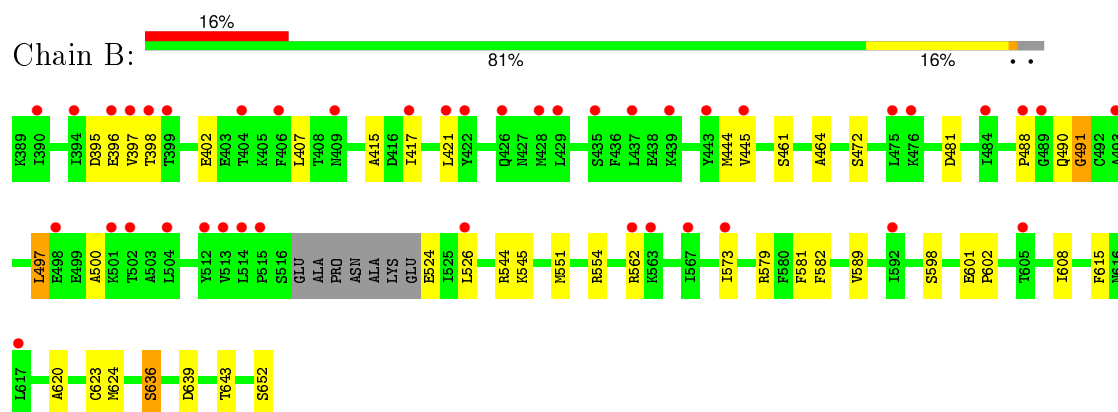 16%
Chain B:
81% 16% • •
K389 I390 I394 D395 E396 V397 T398 T399 E402 E403 T404 K405 F406 L407 T408 N409 A415 D416 I417 L421 Y422 Q426 N427 M428 L429 S435 F436 L437 E438 K439 Y443 M444 V445 S461 A464 S472 L475 K476 D481 I484 P488 G489 Q490 G491 C492 A493
L497 E498 E499 A500 K501 T502 A503 L504 Y512 V513 L514 P515 S516 GLU ALA PRO ASN ALA LYS GLU E524 I525 L526 R544 K545 M551 R554 R562 K563 I567 I573 R579 F580 F581 F582 V589 I592 S598 E601 P602 T605 I608 F615 M616
L617 A620 C623 M624 S636 D639 T643 S652